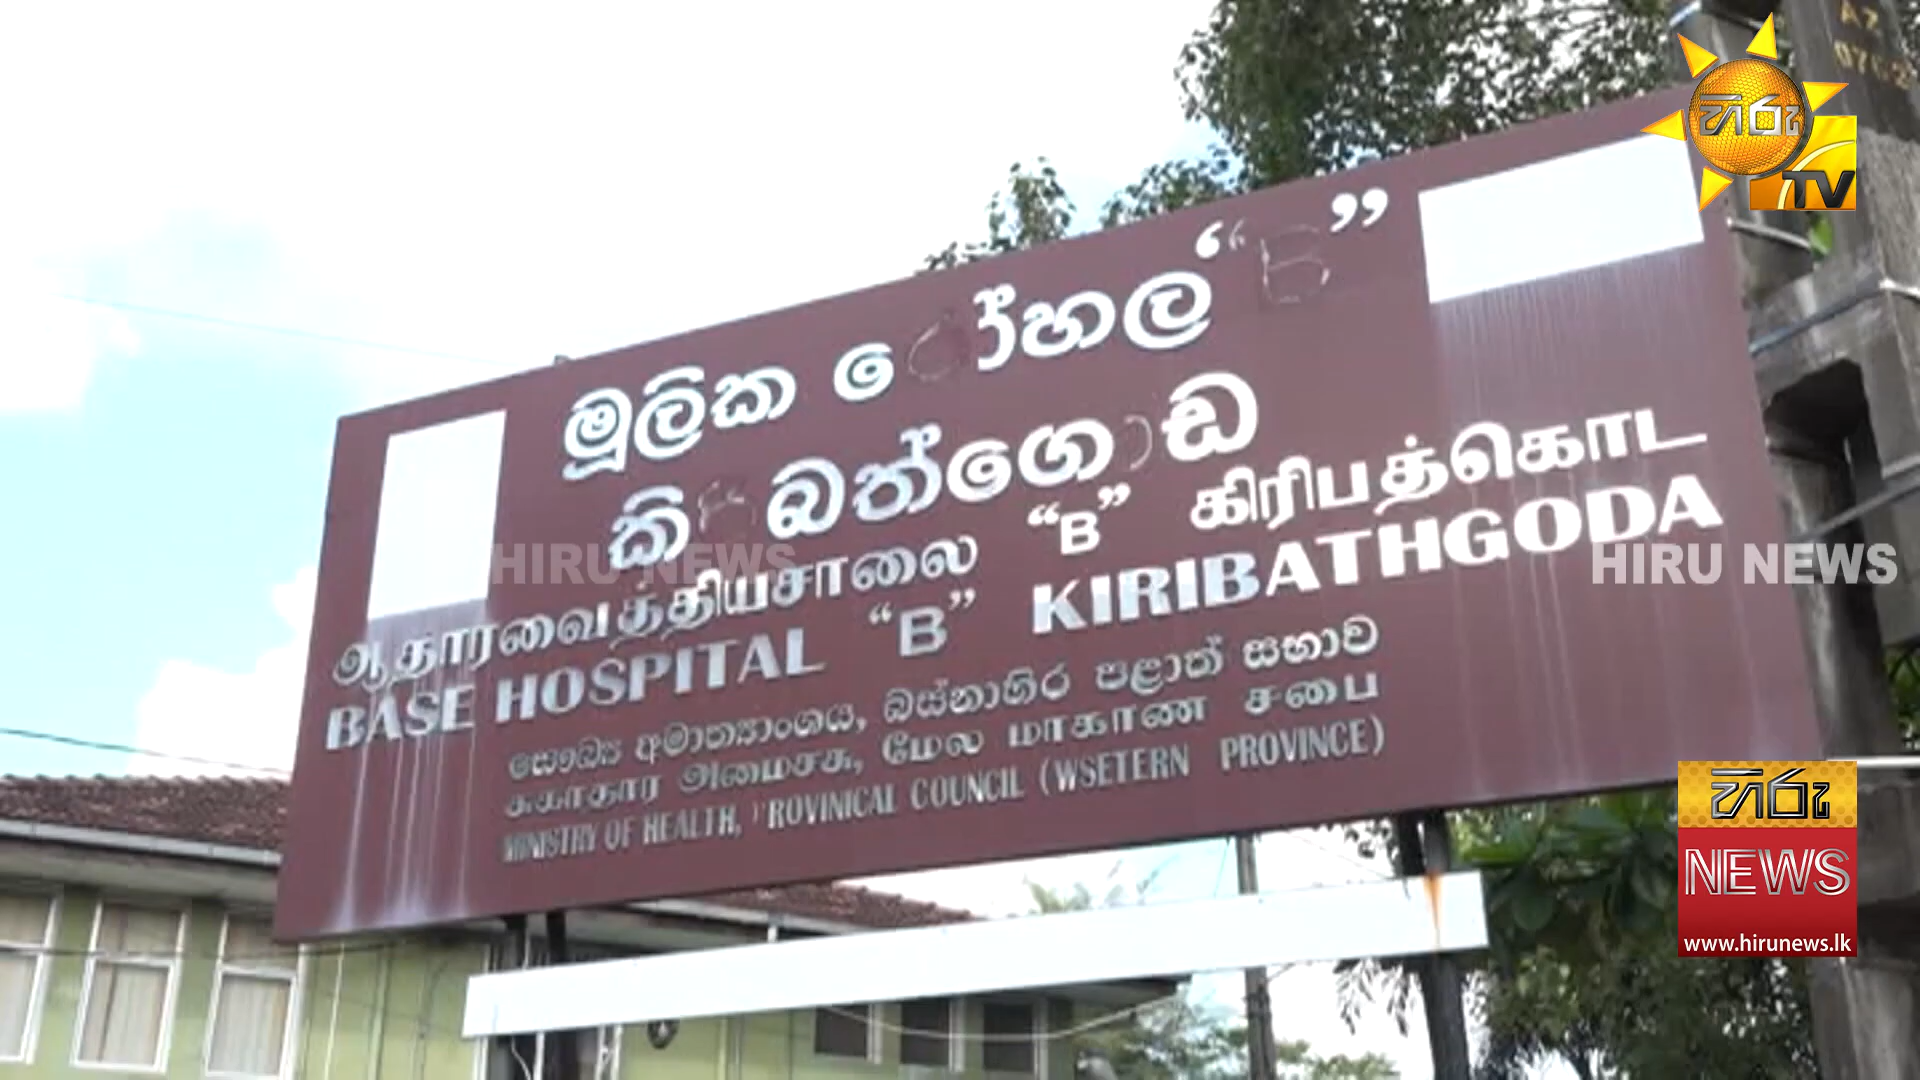 මූලික රෝහල “B”
කිරිබත්ගොඩ
ஆதாரவைத்தியசாலை “B” கிரிபத்கொட
BASE HOSPITAL “B” KIRIBATHGODA
සෞඛ්‍ය අමාත්‍යාංශය, බස්නාහිර පළාත් සභාව
சுகாதார அமைச்சு, மேல மாகாண சபை
MINISTRY OF HEALTH, PROVINICAL COUNCIL (WSETERN PROVINCE)
HIRU NEWS
HIRU NEWS
හිරු
TV
හිරු
NEWS
www.hirunews.lk